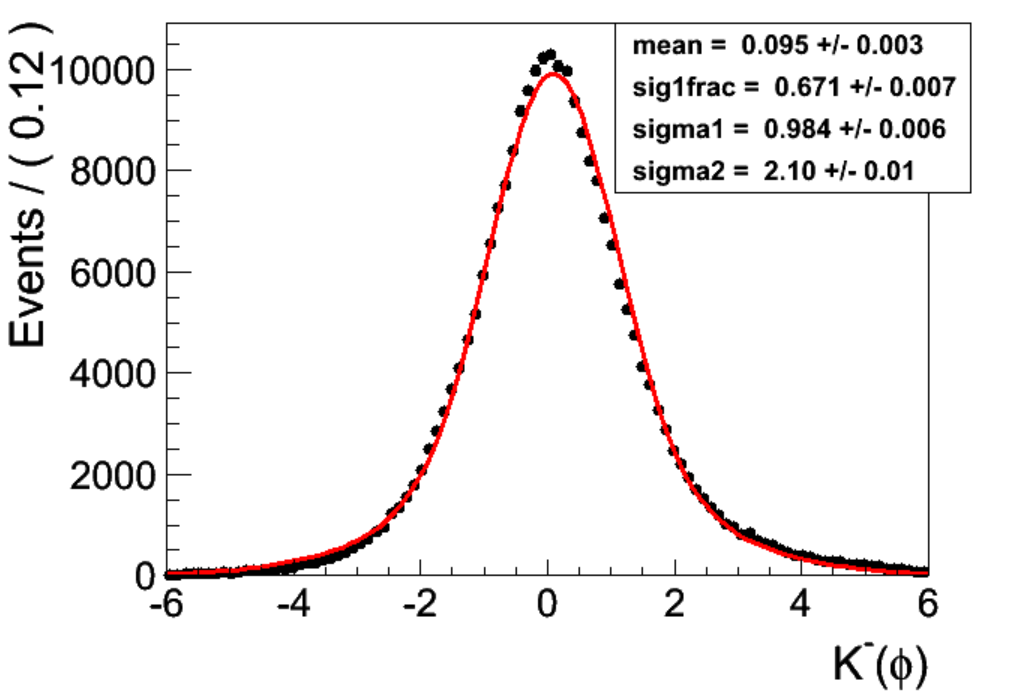 Events / ( 0.12 )
10000
8000
6000
4000
2000
0
mean = 0.095 +/- 0.003
sig1frac = 0.671 +/- 0.007
sigma1 = 0.984 +/- 0.006
sigma2 = 2.10 +/- 0.01
-6 -4 -2 0 2 4 6
K⁻(ϕ)